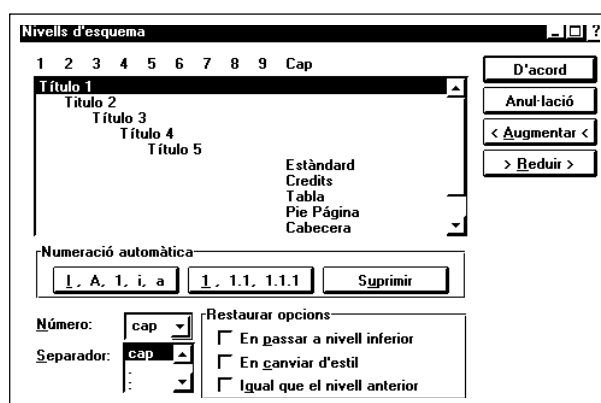 Nivells d'esquema ?
1 2 3 4 5 6 7 8 9 Cap
Título 1
Titulo 2
Título 3
Título 4
Título 5
Estàndard
Credits
Tabla
Pie Página
Cabecera
D'acord
Anul·lació
< Augmentar <
> Reduir >
Numeració automàtica
I, A, 1, i, a
1, 1.1, 1.1.1
Suprimir
Número: cap
Separador: cap
.
:
Restaurar opcions
En passar a nivell inferior
En canviar d'estil
Igual que el nivell anterior